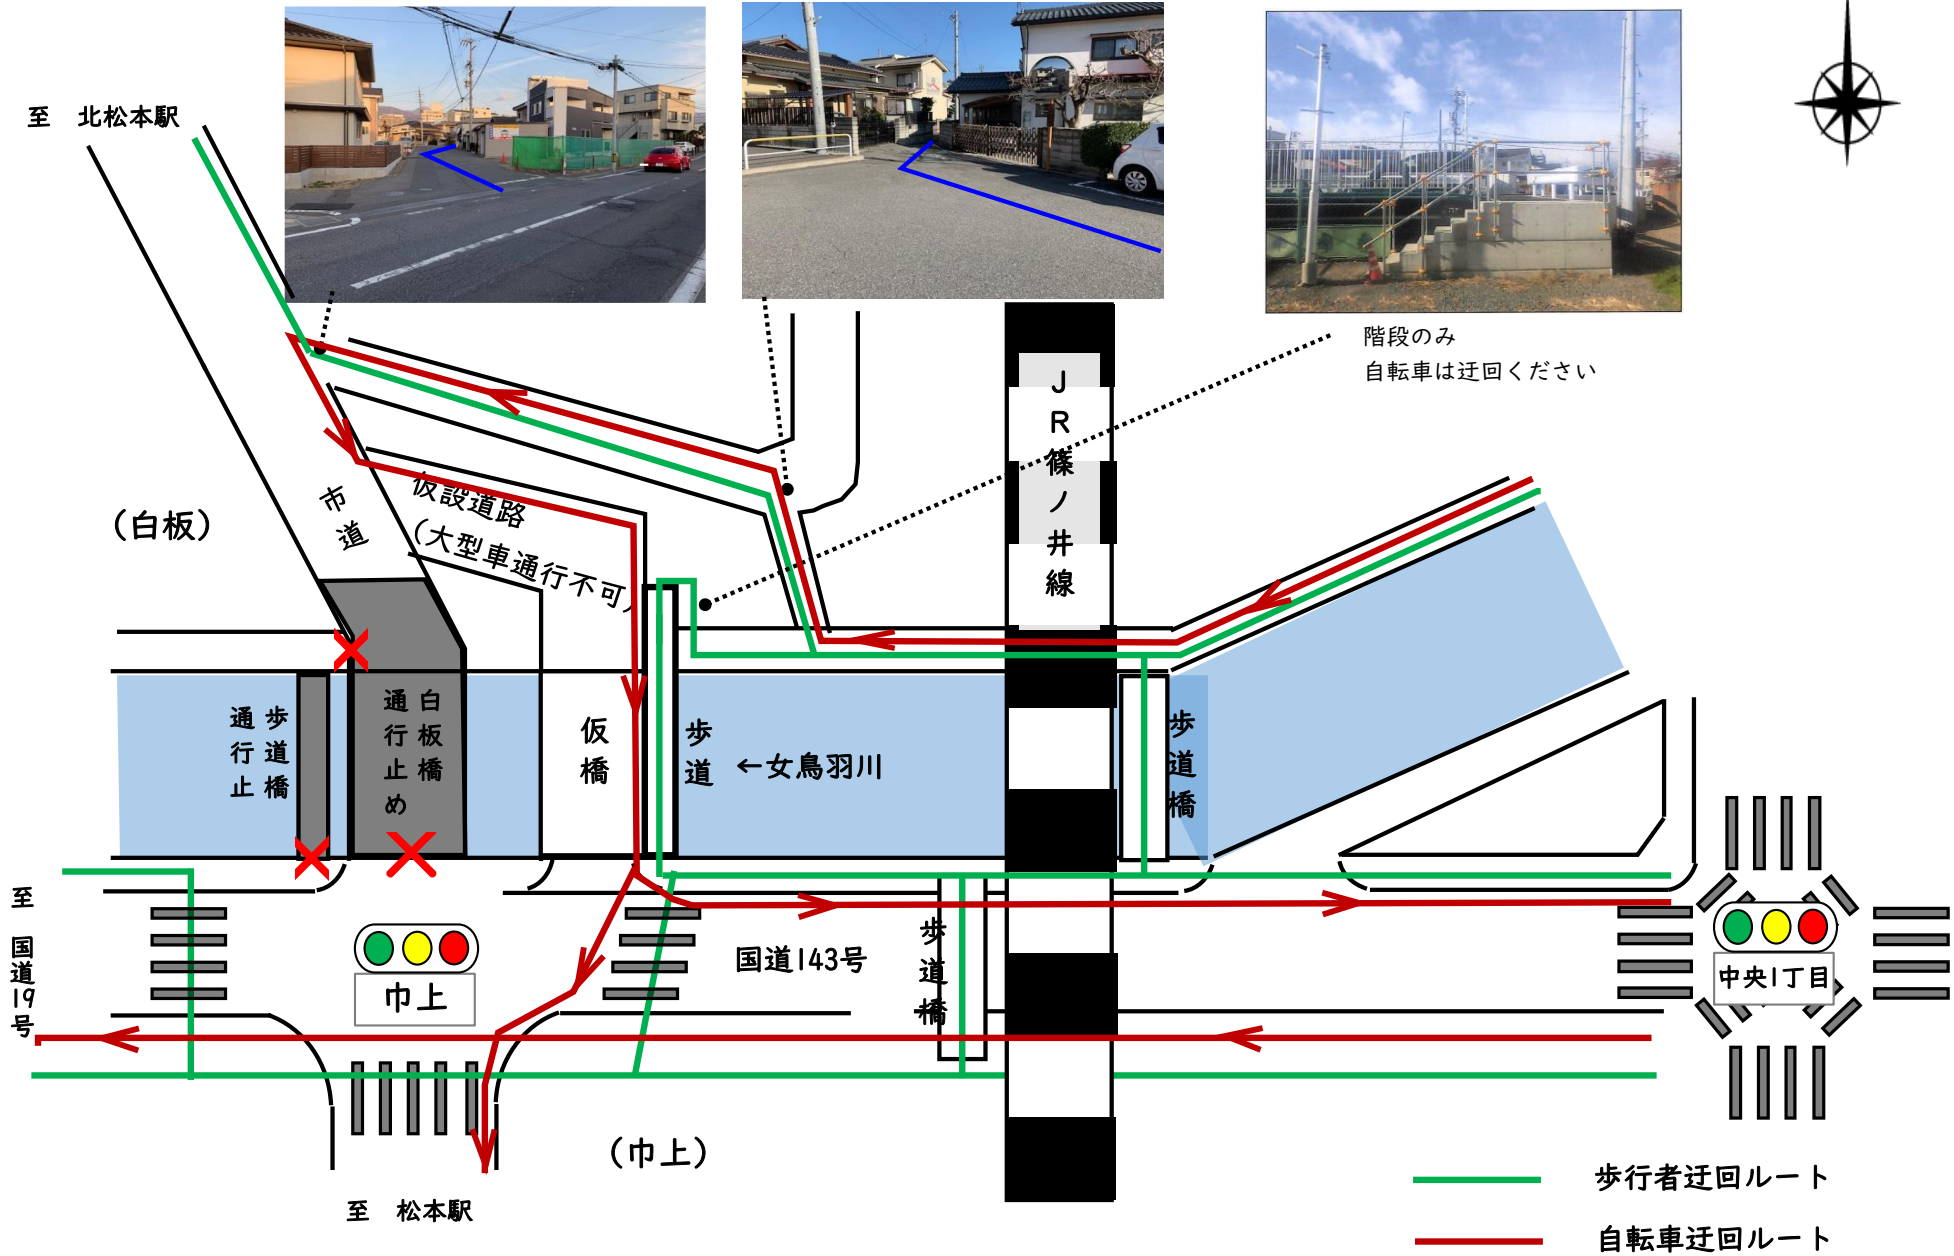 至　北松本駅
階段のみ
自転車は迂回ください
ＪＲ篠ノ井線
（白板）
市道
仮設道路
（大型車通行不可）
歩道橋
通行止
白板橋
通行止め
仮橋
歩道
←女鳥羽川
歩道橋
至　国道19号
巾上
国道143号
歩道橋
中央1丁目
（巾上）
至　松本駅
歩行者迂回ルート
自転車迂回ルート